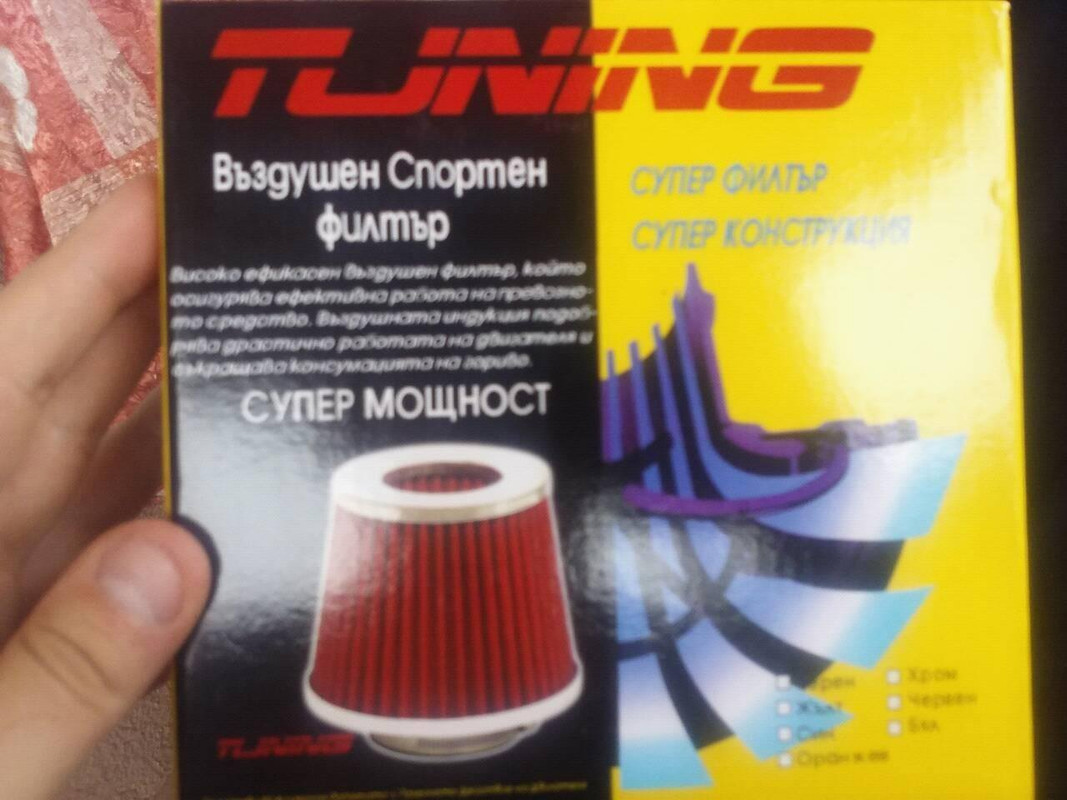 TUNING
Въздушен Спортен
филтър
Високо ефикасен въздушен филтър, който
осигурява ефективна работа на превозно-
то средство. Въздушната индукция подоб-
рява драстично работата на двигателя и
съкращава консумацията на гориво.
СУПЕР МОЩНОСТ
TUNING
СУПЕР ФИЛТЪР
СУПЕР КОНСТРУКЦИЯ
Черен
Жълт
Син
Оранжев
Хром
Червен
Бял